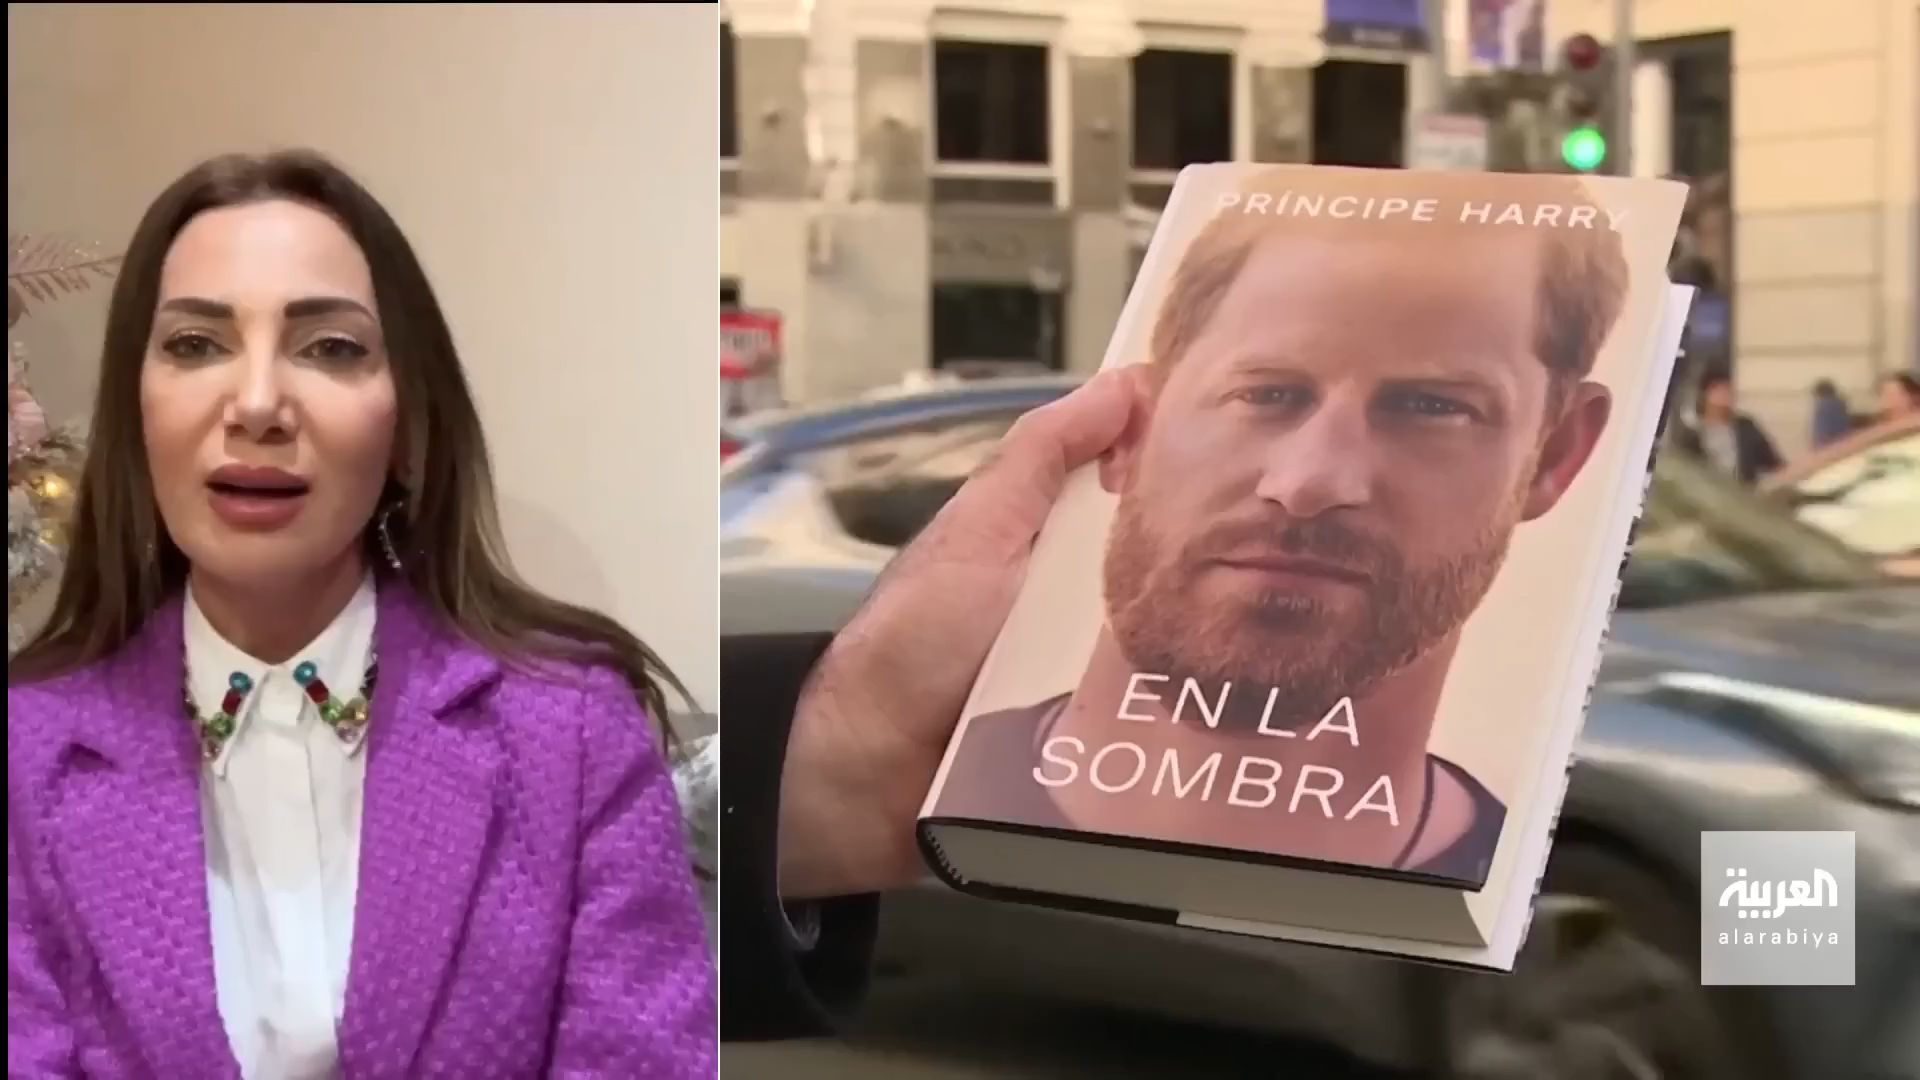 PRÍNCIPE HARRY
EN LA
SOMBRA
العربية
alarabiya